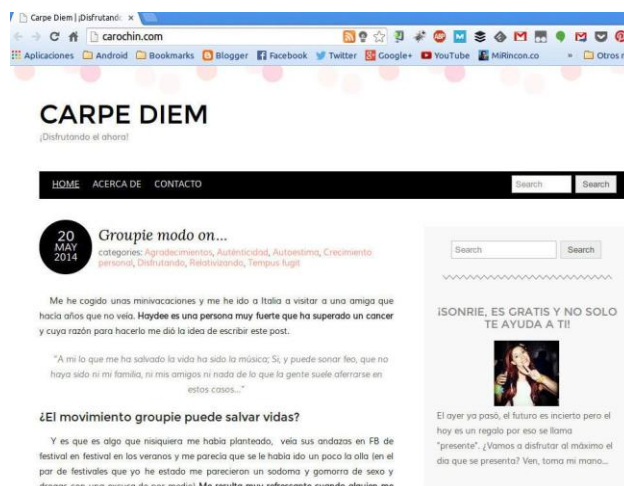 Carpe Diem | ¡Disfrutando
carochin.com
Aplicaciones Android Bookmarks Blogger Facebook Twitter Google+ YouTube MiRincon.co » Otros
CARPE DIEM
¡Disfrutando el ahora!
HOME ACERCA DE CONTACTO Search Search
20
MAY
2014
Groupie modo on...
categories: Agradecimientos, Auténticidad, Autoestima, Crecimiento
personal, Disfrutando, Relativizando, Tempus fugit
Me he cogido unas minivacaciones y me he ido a Italia a visitar a una amiga que
hacía años que no veía. Haydee es una persona muy fuerte que ha superado un cancer
y cuya razón para hacerlo me dió la idea de escribir este post.
"A mi lo que me ha salvado la vida ha sido la música; Si, y puede sonar feo, que no
haya sido ni mi familia, ni mis amigos ni nada de lo que la gente suele aferrarse en
estos casos..."
¿El movimiento groupie puede salvar vidas?
Y es que es algo que nisiquiera me había planteado, veía sus andazas en FB de
festival en festival en los veranos y me parecía que se le había ido un poco la olla (en el
par de festivales que yo he estado me parecieron un sodoma y gomorra de sexo y
Search Search
¡SONRIE, ES GRATIS Y NO SOLO
TE AYUDA A TI!
El ayer ya pasó, el futuro es incierto pero el
hoy es un regalo por eso se llama
"presente". ¿Vamos a disfrutar al máximo el
dia que se presenta? Ven, toma mi mano...